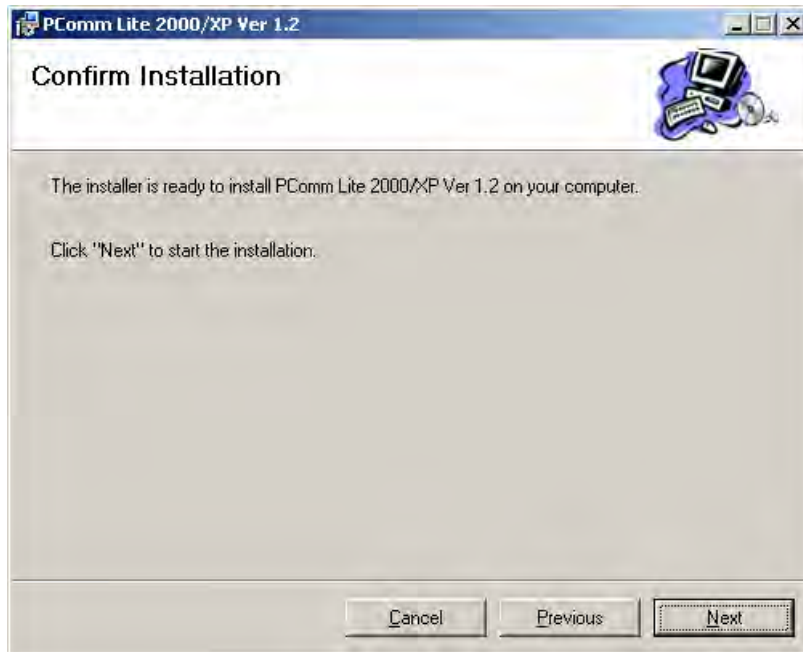 PComm Lite 2000/XP Ver 1.2
Confirm Installation
The installer is ready to install PComm Lite 2000/XP Ver 1.2 on your computer.
Click "Next" to start the installation.
Cancel Previous Next